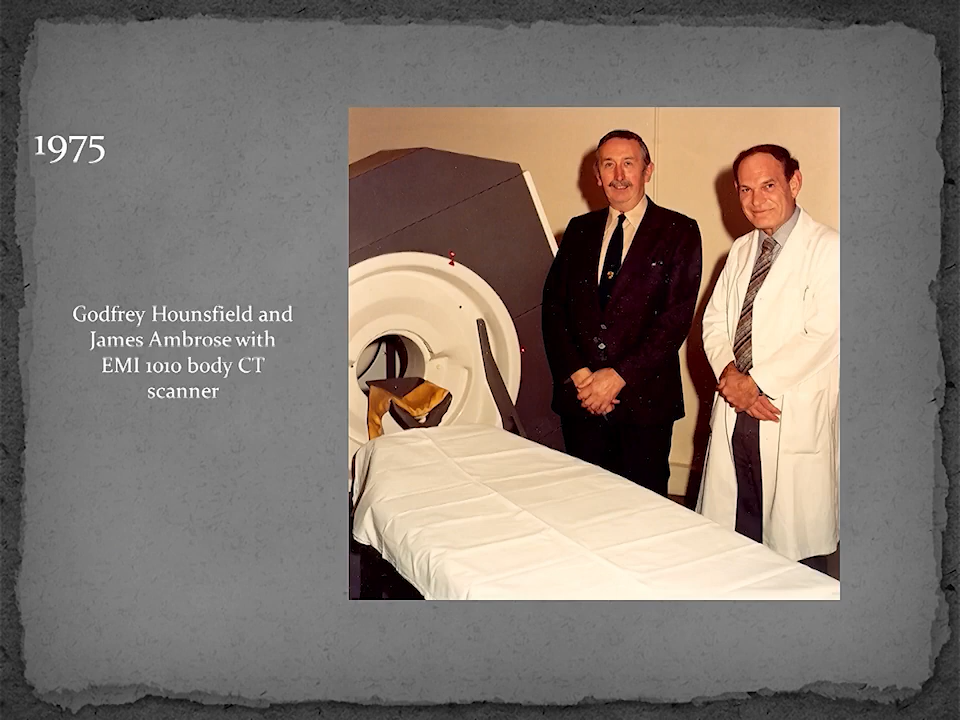 1975
Godfrey Hounsfield and
James Ambrose with
EMI 1010 body CT
scanner